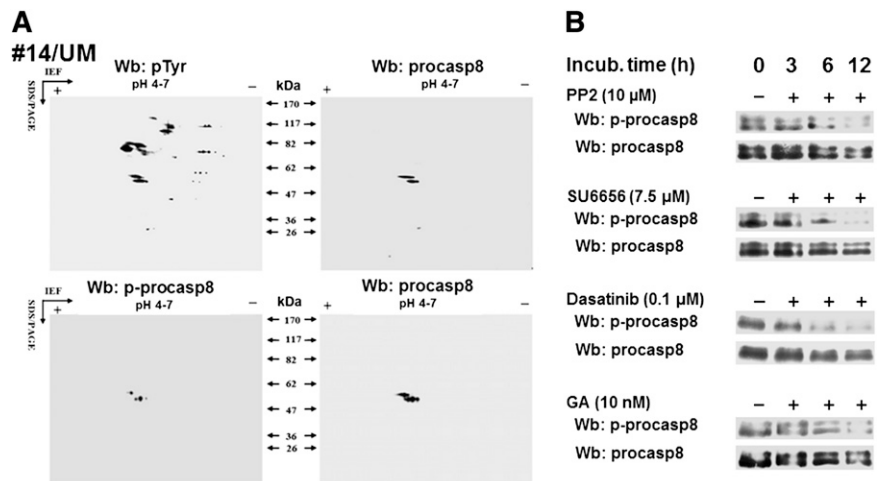 A
#14/UM
Wb: pTyr
IEF
+
pH 4-7
−
SDS/PAGE
kDa
Wb: procasp8
+
pH 4-7
−
170
117
82
62
47
36
26
Wb: p-procasp8
IEF
+
pH 4-7
−
SDS/PAGE
kDa
Wb: procasp8
+
pH 4-7
−
170
117
82
62
47
36
26
B
Incub. time (h) 0 3 6 12
PP2 (10 µM) − + + +
Wb: p-procasp8
Wb: procasp8
SU6656 (7.5 µM) − + + +
Wb: p-procasp8
Wb: procasp8
Dasatinib (0.1 µM) − + + +
Wb: p-procasp8
Wb: procasp8
GA (10 nM) − + + +
Wb: p-procasp8
Wb: procasp8